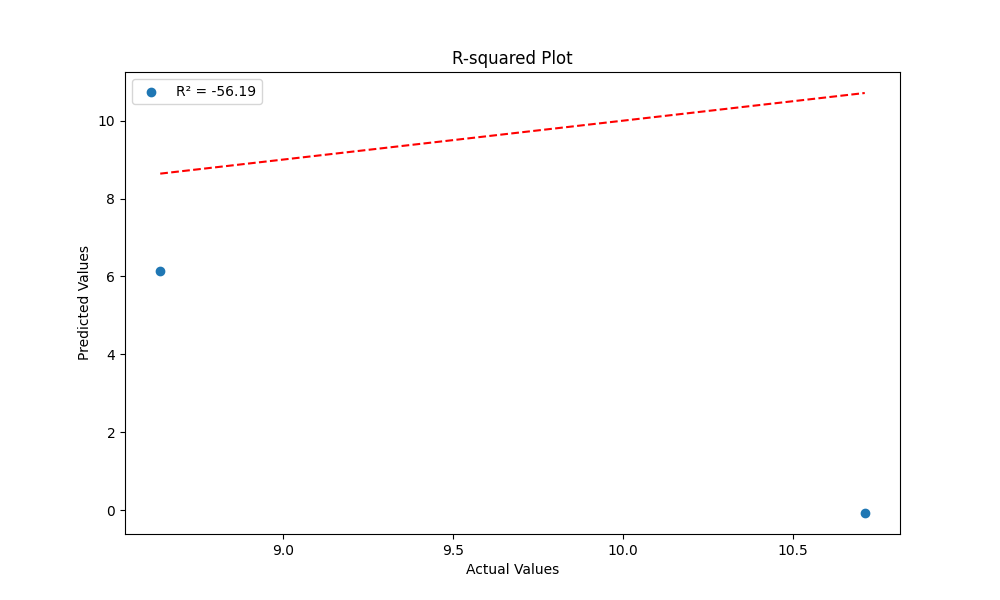 R-squared Plot
R² = -56.19
10
8
6
4
2
0
Predicted Values
9.0 9.5 10.0 10.5
Actual Values